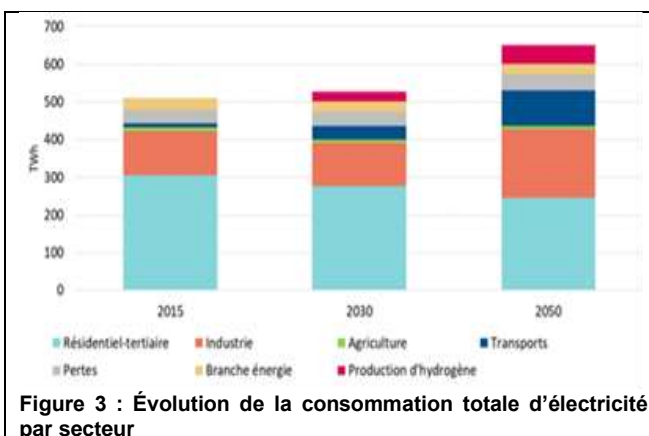 700
600
500
400
300
200
100
0
TWh
2015 2030 2050
Résidentiel-tertiaire Industrie Agriculture Transports
Pertes Branche énergie Production d'hydrogène
Figure 3 : Évolution de la consommation totale d'électricité
par secteur